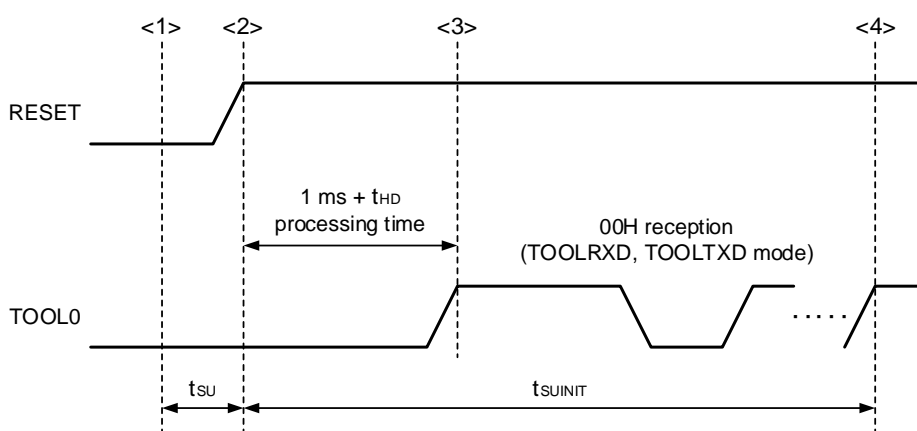 <1> <2> <3> <4>
RESET
1 ms + tHD
processing time
00H reception
(TOOLRXD, TOOLTXD mode)
TOOL0
.....
tSU tSUINIT